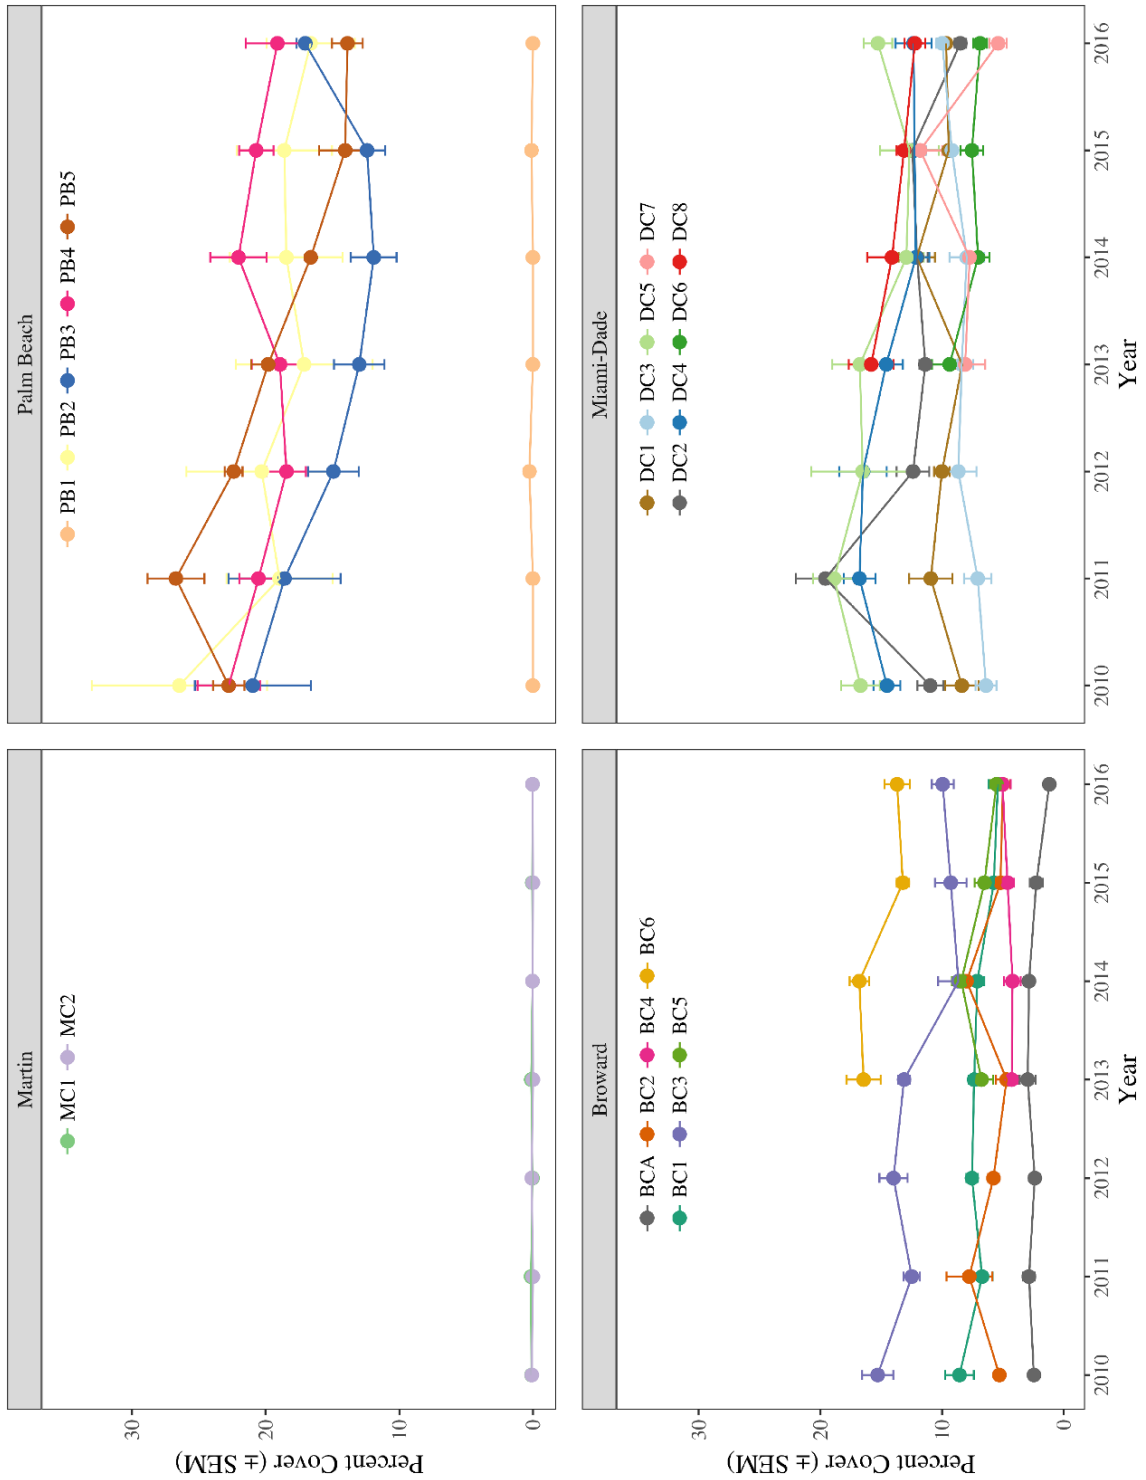 Martin
MC1 MC2
Percent Cover (± SEM)
30
20
10
0
Palm Beach
PB1 PB2 PB3 PB4 PB5
Broward
BCA BC2 BC4 BC6
BC1 BC3 BC5
Percent Cover (± SEM)
30
20
10
0
2010 2011 2012 2013 2014 2015 2016
Year
Miami-Dade
DC1 DC3 DC5 DC7
DC2 DC4 DC6 DC8
2010 2011 2012 2013 2014 2015 2016
Year